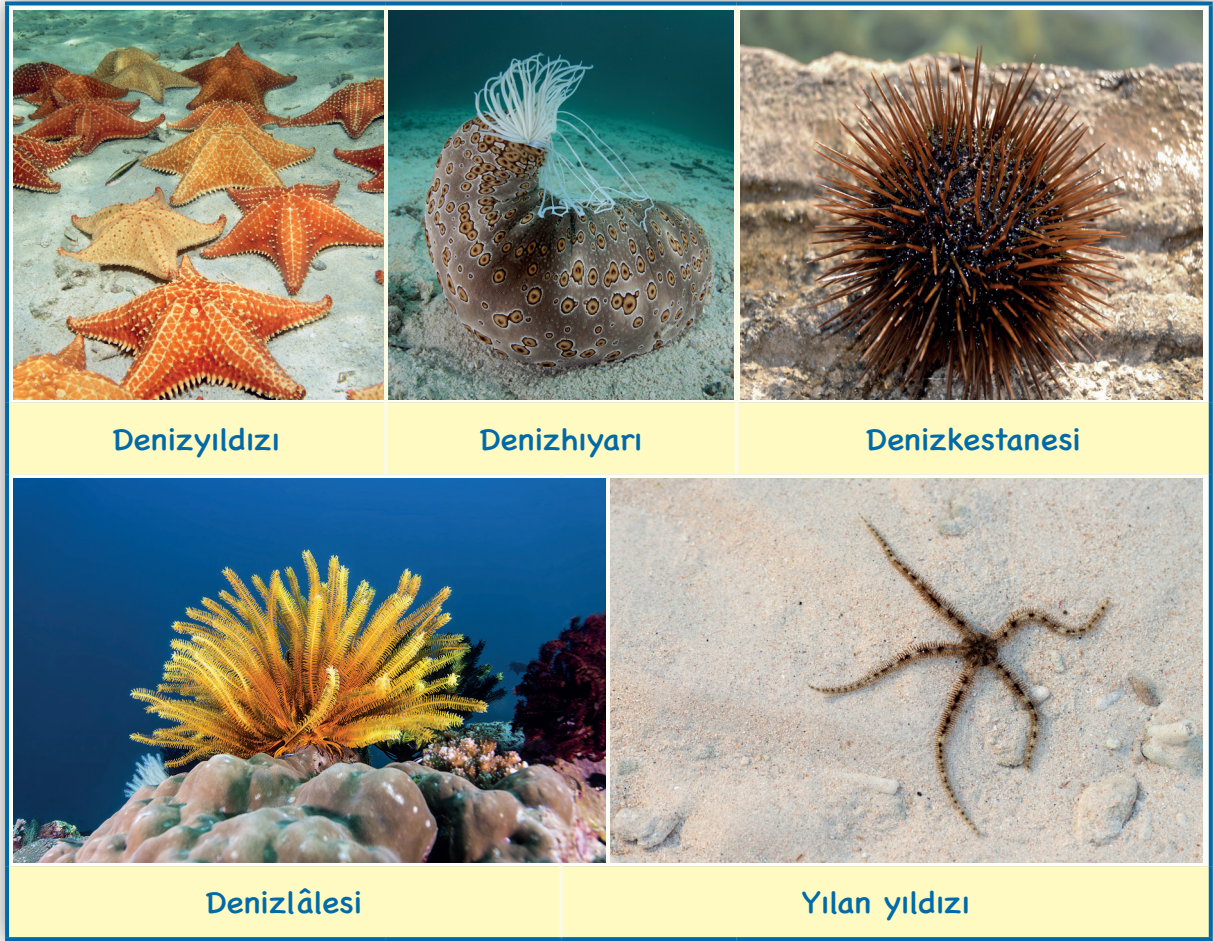 Denizyıldızı
Denizhıyarı
Denizkestanesi
Denizlâlesi
Yılan yıldızı